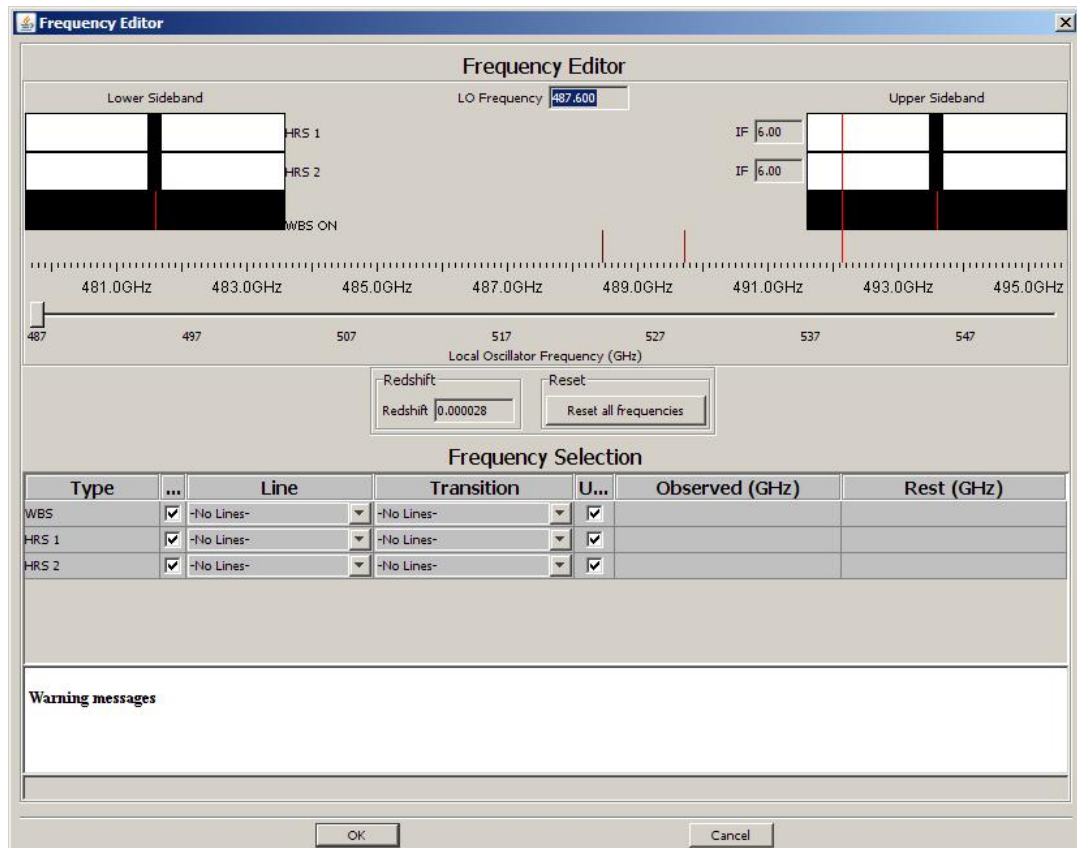 Frequency Editor
Frequency Editor
Lower Sideband LO Frequency 487.600 Upper Sideband
HRS 1 IF 6.00
HRS 2 IF 6.00
WBS ON
481.0GHz 483.0GHz 485.0GHz 487.0GHz 489.0GHz 491.0GHz 493.0GHz 495.0GHz
487 497 507 517 527 537 547
Local Oscillator Frequency (GHz)
Redshift Reset
Redshift 0.000028 Reset all frequencies
Frequency Selection
Type ... Line Transition U... Observed (GHz) Rest (GHz)
WBS -No Lines- -No Lines-
HRS 1 -No Lines- -No Lines-
HRS 2 -No Lines- -No Lines-
Warning messages
OK Cancel